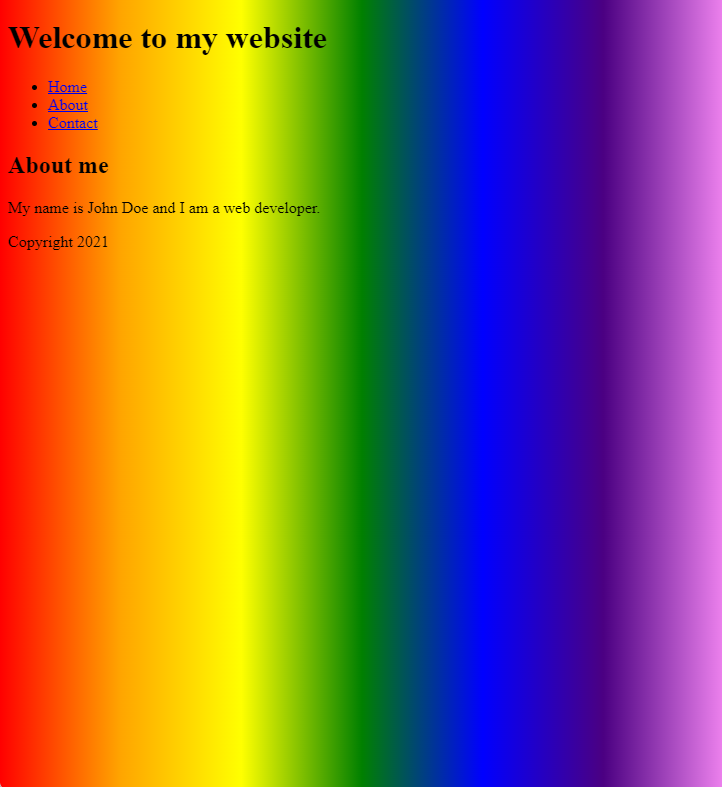 Welcome to my website
Home
About
Contact
About me
My name is John Doe and I am a web developer.
Copyright 2021